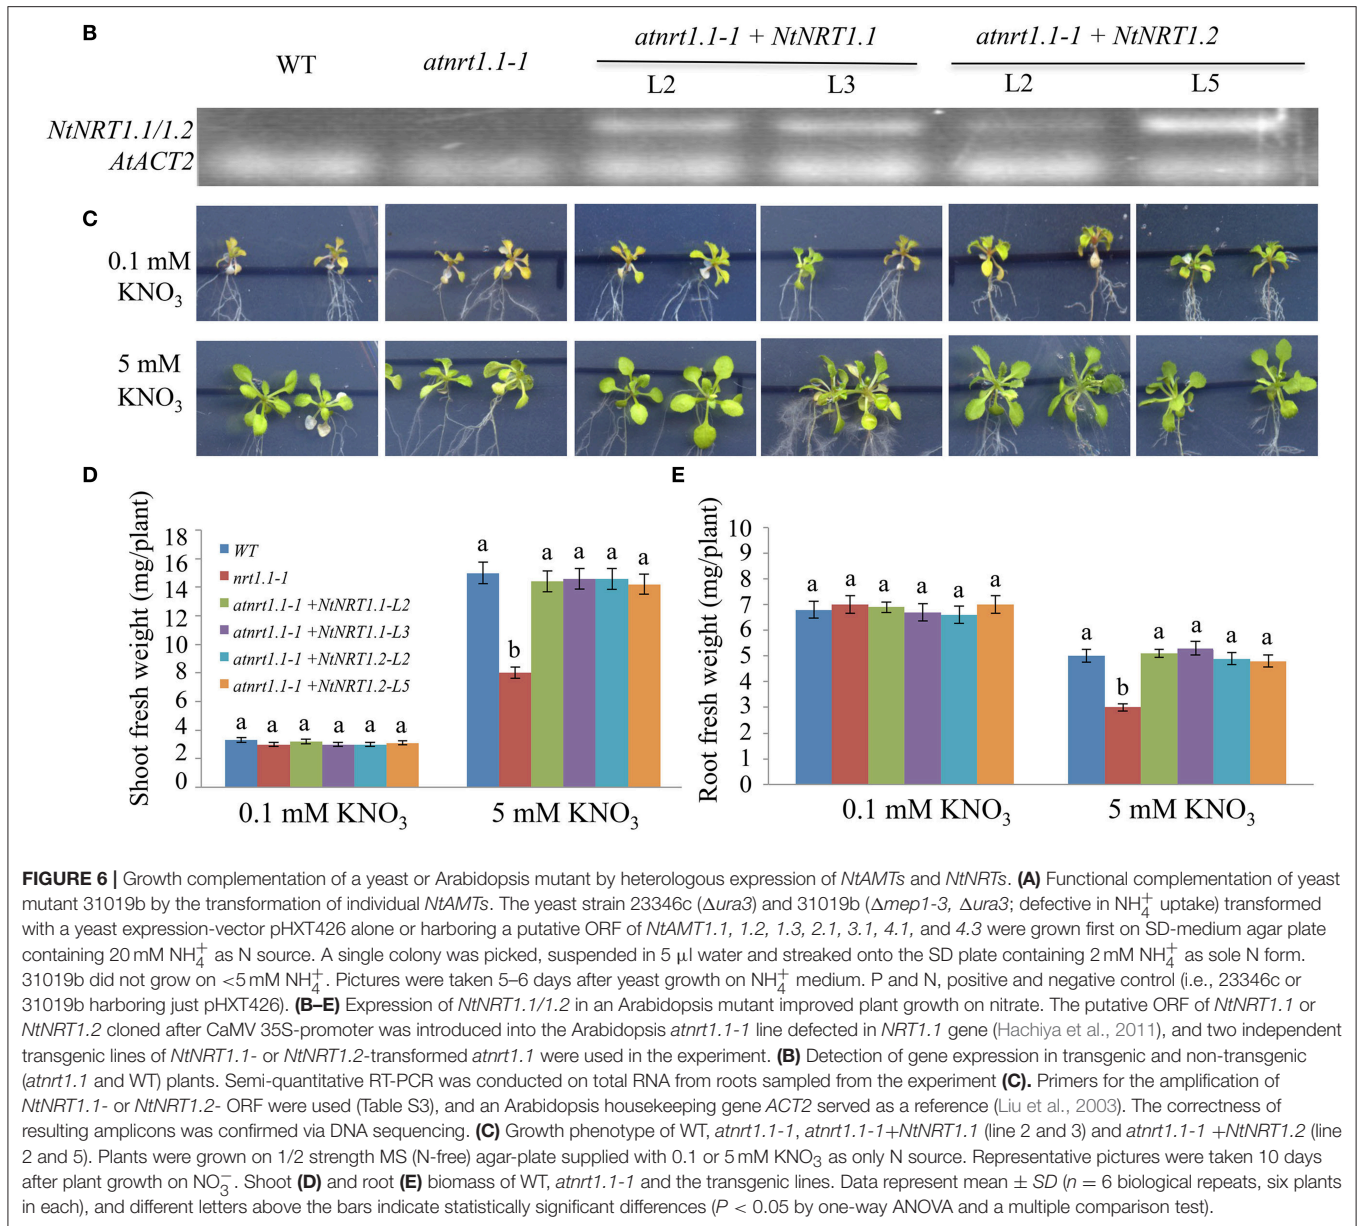 B
WT
atnrt1.1-1
atnrt1.1-1 + NtNRT1.1
atnrt1.1-1 + NtNRT1.2
L2
L3
L2
L5
NtNRT1.1/1.2
AtACT2
C
0.1 mM
KNO3
5 mM
KNO3
D
Shoot fresh weight (mg/plant)
18
16
14
12
10
8
6
4
2
0
WT
nrt1.1-1
atnrt1.1-1 +NtNRT1.1-L2
atnrt1.1-1 +NtNRT1.1-L3
atnrt1.1-1 +NtNRT1.2-L2
atnrt1.1-1 +NtNRT1.2-L5
a a a a a a
a b a a a a
0.1 mM KNO3
5 mM KNO3
E
Root fresh weight (mg/plant)
10
9
8
7
6
5
4
3
2
1
0
a a a a a a
a b a a a a
0.1 mM KNO3
5 mM KNO3
FIGURE 6 | Growth complementation of a yeast or Arabidopsis mutant by heterologous expression of NtAMTs and NtNRTs. (A) Functional complementation of yeast
mutant 31019b by the transformation of individual NtAMTs. The yeast strain 23346c (Δura3) and 31019b (Δmep1-3, Δura3; defective in NH4+ uptake) transformed
with a yeast expression-vector pHXT426 alone or harboring a putative ORF of NtAMT1.1, 1.2, 1.3, 2.1, 3.1, 4.1, and 4.3 were grown first on SD-medium agar plate
containing 20 mM NH4+ as N source. A single colony was picked, suspended in 5 μl water and streaked onto the SD plate containing 2 mM NH4+ as sole N form.
31019b did not grow on <5 mM NH4+. Pictures were taken 5–6 days after yeast growth on NH4+ medium. P and N, positive and negative control (i.e., 23346c or
31019b harboring just pHXT426). (B–E) Expression of NtNRT1.1/1.2 in an Arabidopsis mutant improved plant growth on nitrate. The putative ORF of NtNRT1.1 or
NtNRT1.2 cloned after CaMV 35S-promoter was introduced into the Arabidopsis atnrt1.1-1 line defected in NRT1.1 gene (Hachiya et al., 2011), and two independent
transgenic lines of NtNRT1.1- or NtNRT1.2-transformed atnrt1.1 were used in the experiment. (B) Detection of gene expression in transgenic and non-transgenic
(atnrt1.1 and WT) plants. Semi-quantitative RT-PCR was conducted on total RNA from roots sampled from the experiment (C). Primers for the amplification of
NtNRT1.1- or NtNRT1.2- ORF were used (Table S3), and an Arabidopsis housekeeping gene ACT2 served as a reference (Liu et al., 2003). The correctness of
resulting amplicons was confirmed via DNA sequencing. (C) Growth phenotype of WT, atnrt1.1-1, atnrt1.1-1+NtNRT1.1 (line 2 and 3) and atnrt1.1-1 +NtNRT1.2 (line
2 and 5). Plants were grown on 1/2 strength MS (N-free) agar-plate supplied with 0.1 or 5 mM KNO3 as only N source. Representative pictures were taken 10 days
after plant growth on NO3−. Shoot (D) and root (E) biomass of WT, atnrt1.1-1 and the transgenic lines. Data represent mean ± SD (n = 6 biological repeats, six plants
in each), and different letters above the bars indicate statistically significant differences (P < 0.05 by one-way ANOVA and a multiple comparison test).